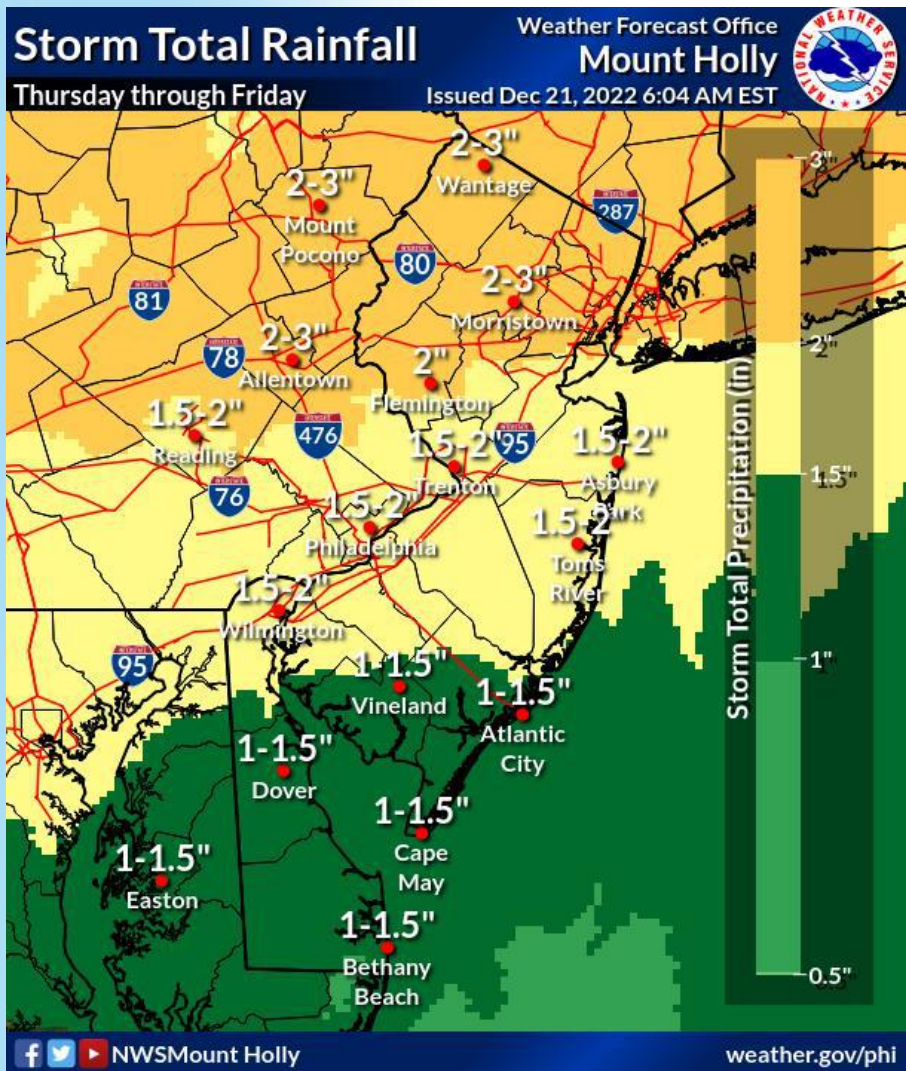 Storm Total Rainfall
Thursday through Friday
Weather Forecast Office
Mount Holly
Issued Dec 21, 2022 6:04 AM EST
NATIONAL WEATHER SERVICE
2-3"
Wantage
2-3"
Mount
Pocono
287
80
81
2-3"
Morristown
2-3"
Allentown
78
2"
Flemington
1.5-2"
Reading
476
95
1.5-2"
Trenton
1.5-2"
Asbury
Park
76
1.5-2"
Philadelphia
1.5-2"
Toms
River
1.5-2"
Wilmington
95
1-1.5"
Vineland
1-1.5"
Atlantic
City
1-1.5"
Dover
1-1.5"
Cape
May
1-1.5"
Easton
1-1.5"
Bethany
Beach
Storm Total Precipitation (in)
3"
2"
1.5"
1"
0.5"
NWSMount Holly
weather.gov/phi